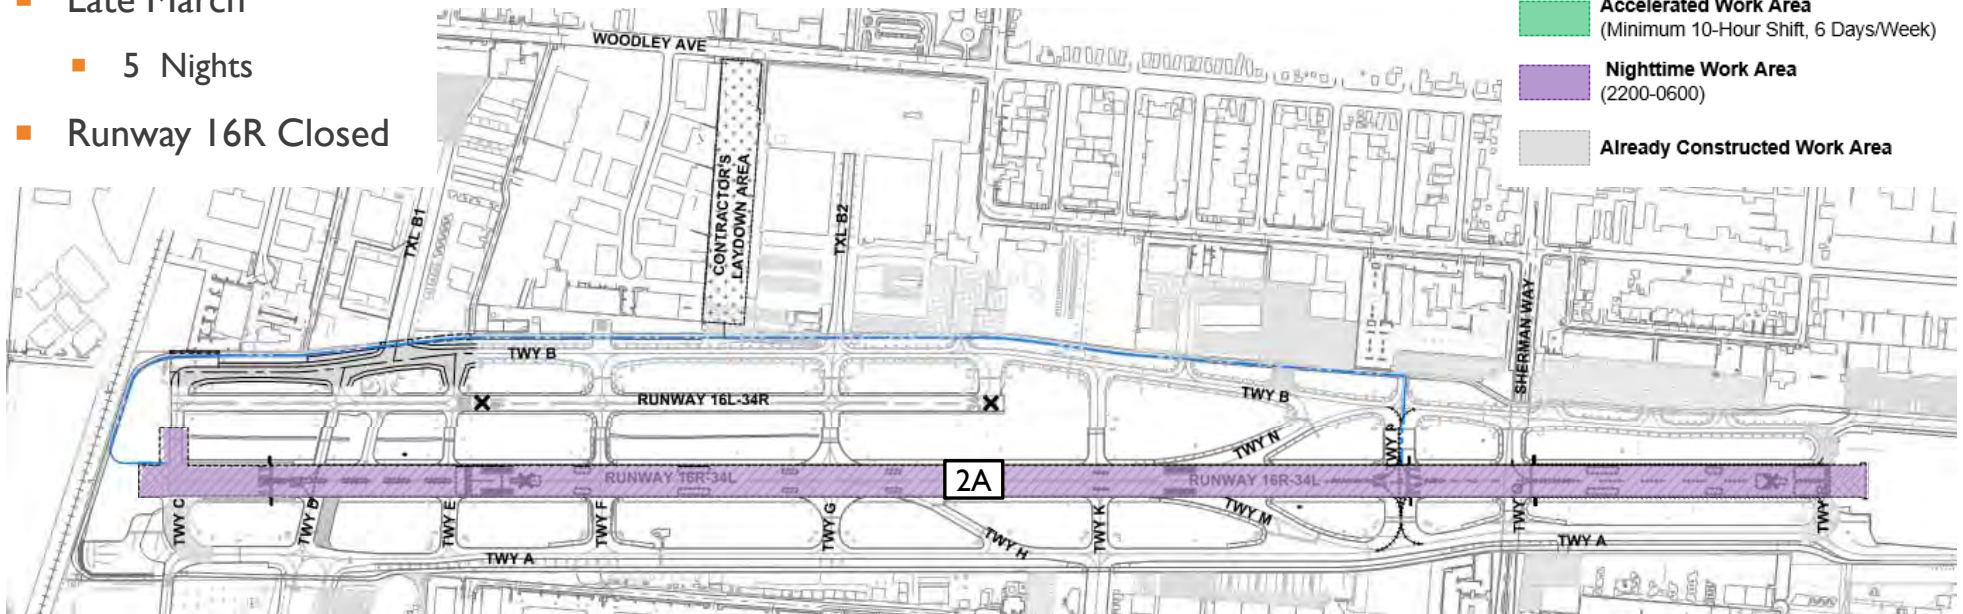 Late March
5 Nights
Runway 16R Closed
Accelerated Work Area
(Minimum 10-Hour Shift, 6 Days/Week)
Nighttime Work Area
(2200-0600)
Already Constructed Work Area
WOODLEY AVE
CONTRACTOR'S
LAYDOWN AREA
TXL B1
TXL B2
SHERMAN WAY
TWY B
RUNWAY 16L-34R
TWY B
TWY N
TWY P
RUNWAY 16R-34L
2A
RUNWAY 16R-34L
TWY C
TWY D
TWY E
TWY F
TWY G
TWY H
TWY K
TWY M
TWY Q
TWY
TWY A
TWY A